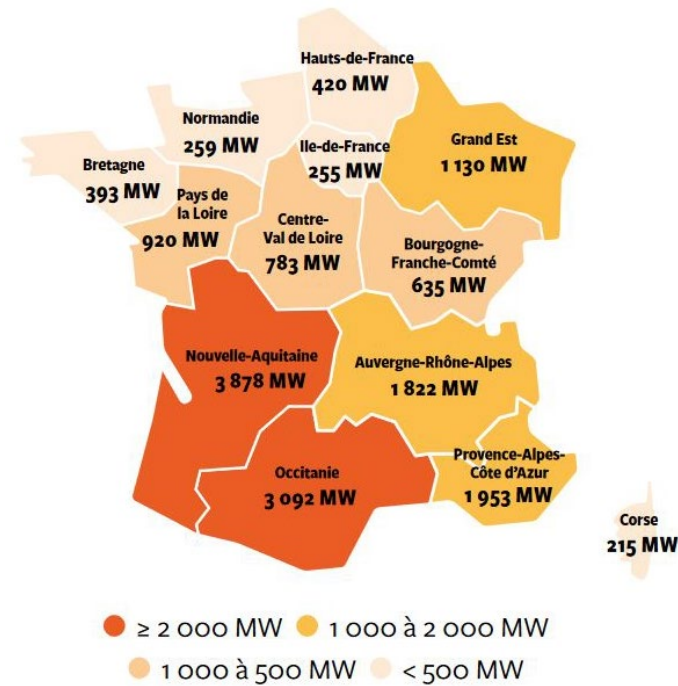 Hauts-de-France
420 MW
Normandie
259 MW
Ile-de-France
255 MW
Grand Est
1 130 MW
Bretagne
393 MW
Pays de
la Loire
920 MW
Centre-
Val de Loire
783 MW
Bourgogne-
Franche-Comté
635 MW
Nouvelle-Aquitaine
3 878 MW
Auvergne-Rhône-Alpes
1 822 MW
Occitanie
3 092 MW
Provence-Alpes-
Côte d'Azur
1 953 MW
Corse
215 MW
≥ 2 000 MW 1 000 à 2 000 MW
1 000 à 500 MW < 500 MW